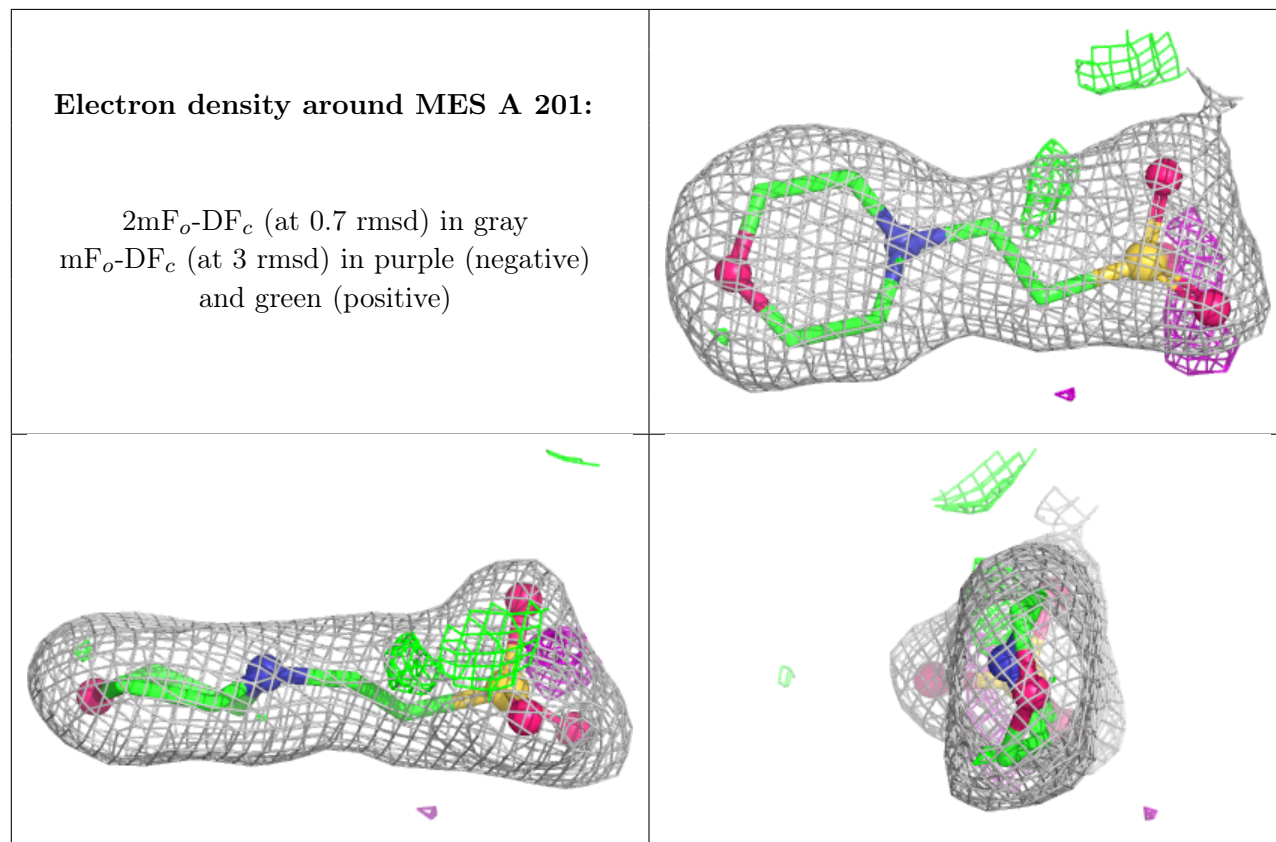 Electron density around MES A 201:
2mFo-DFc (at 0.7 rmsd) in gray
mFo-DFc (at 3 rmsd) in purple (negative)
and green (positive)